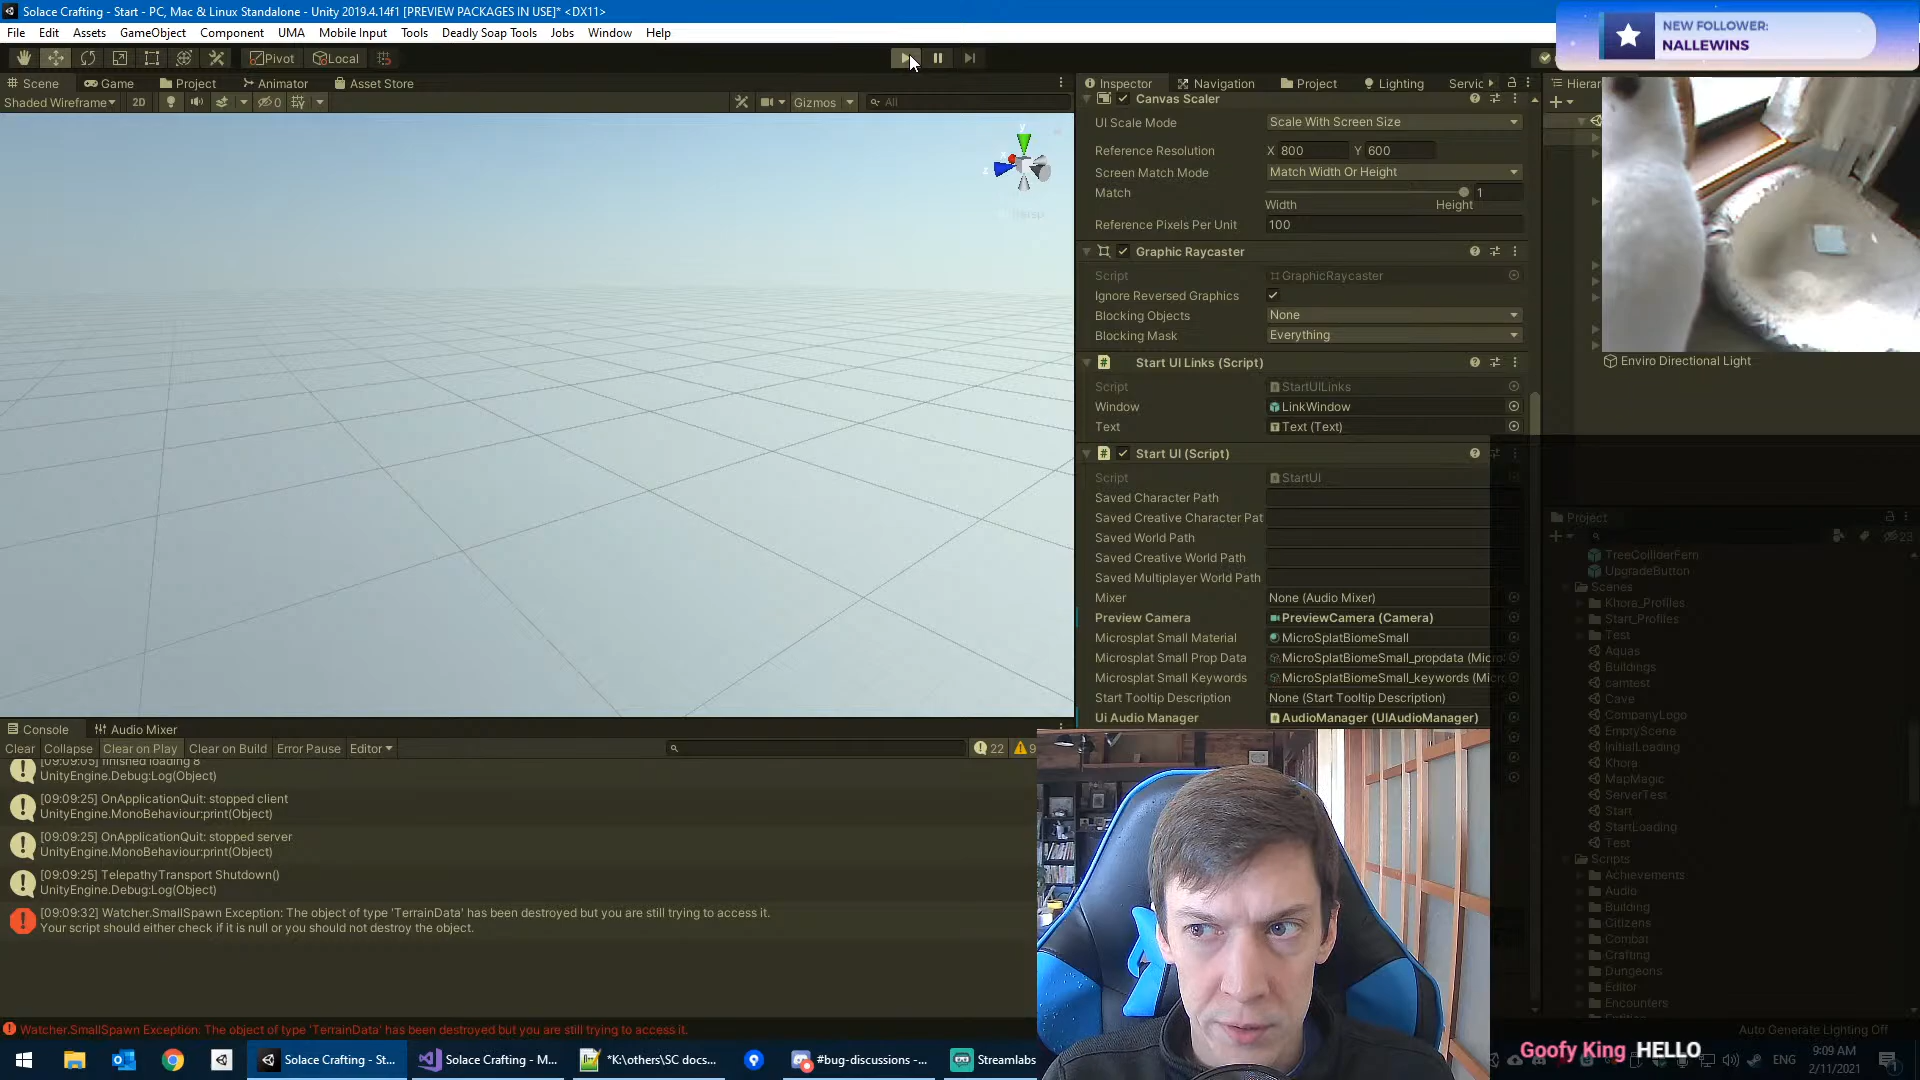 Solace Crafting - Start - PC, Mac & Linux Standalone - Unity 2019.4.14f1 [PREVIEW PACKAGES IN USE]* <DX11>
NEW FOLLOWER:
NALLEWINS
File Edit Assets GameObject Component UMA Mobile Input Tools Deadly Soap Tools Jobs Window Help
Pivot Local
Scene Game Project Animator Asset Store
Inspector Navigation Project Lighting Servic Hierar
Shaded Wireframe 2D 0 Gizmos All
Canvas Scaler
UI Scale Mode Scale With Screen Size
Reference Resolution X 800 Y 600
Screen Match Mode Match Width Or Height
Match 1
Width Height
Reference Pixels Per Unit 100
Graphic Raycaster
Script GraphicRaycaster
Ignore Reversed Graphics
Blocking Objects None
Blocking Mask Everything
Start UI Links (Script)
Script StartUILinks
Window LinkWindow
Text Text (Text)
Start UI (Script)
Script StartUI
Saved Character Path
Saved Creative Character Pat
Saved World Path
Saved Creative World Path
Saved Multiplayer World Path
Mixer None (Audio Mixer)
Preview Camera PreviewCamera (Camera)
Microsplat Small Material MicroSplatBiomeSmall
Microsplat Small Prop Data MicroSplatBiomeSmall_propdata (Micro
Microsplat Small Keywords MicroSplatBiomeSmall_keywords (Mic
Start Tooltip Description None (Start Tooltip Description)
Ui Audio Manager AudioManager (UIAudioManager)
y
x
z
Persp
Enviro Directional Light
Project
23
TreeColliderFern
UpgradeButton
Scenes
Khora_Profiles
Start_Profiles
Test
Aquas
Buildings
camtest
Cave
CompanyLogo
EmptyScene
InitialLoading
Khora
MapMagic
ServerTest
Start
StartLoading
Test
Scripts
Achievements
Audio
Building
Citizens
Combat
Crafting
Dungeons
Editor
Encounters
Console Audio Mixer
Clear Collapse Clear on Play Clear on Build Error Pause Editor 22 9
[09:09:05] finished loading 8
UnityEngine.Debug:Log(Object)
[09:09:25] OnApplicationQuit: stopped client
UnityEngine.MonoBehaviour:print(Object)
[09:09:25] OnApplicationQuit: stopped server
UnityEngine.MonoBehaviour:print(Object)
[09:09:25] TelepathyTransport Shutdown()
UnityEngine.Debug:Log(Object)
[09:09:32] Watcher.SmallSpawn Exception: The object of type 'TerrainData' has been destroyed but you are still trying to access it.
Your script should either check if it is null or you should not destroy the object.
Watcher.SmallSpawn Exception: The object of type 'TerrainData' has been destroyed but you are still trying to access it.
Auto Generate Lighting Off
Solace Crafting - St... Solace Crafting - M... *K:\others\SC docs... #bug-discussions -... Streamlabs
Goofy King HELLO
ENG
9:09 AM
2/11/2021
1